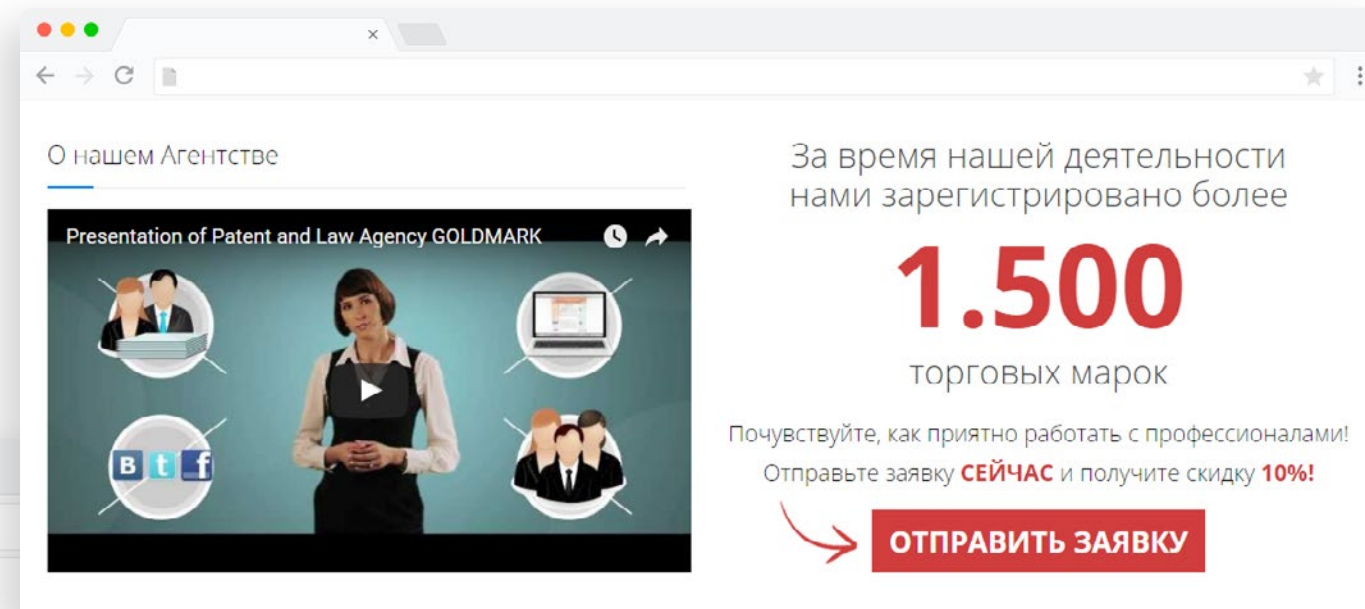 О нашем Агентстве
Presentation of Patent and Law Agency GOLDMARK
В t f
За время нашей деятельности
нами зарегистрировано более
1.500
торговых марок
Почувствуйте, как приятно работать с профессионалами!
Отправьте заявку СЕЙЧАС и получите скидку 10%!
ОТПРАВИТЬ ЗАЯВКУ